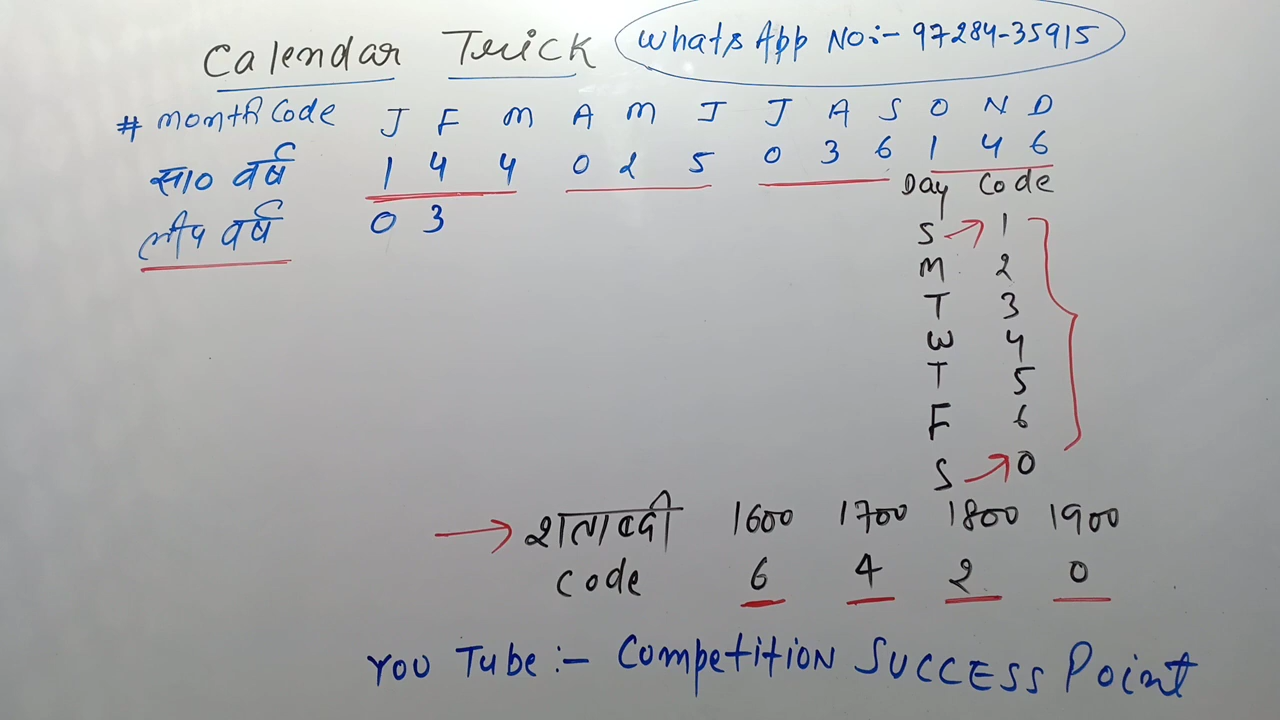 Calendar Trick WhatsApp No:- 97284-35915
# Month Code J F M A M J J A S O N D
सा० वर्ष 1 4 4 0 2 5 0 3 6 1 4 6
लीप वर्ष 0 3
Day Code
S → 1
M 2
T 3
W 4
T 5
F 6
S → 0
→ शताब्दी 1600 1700 1800 1900
Code 6 4 2 0
You Tube:- Competition SUCCESS Point